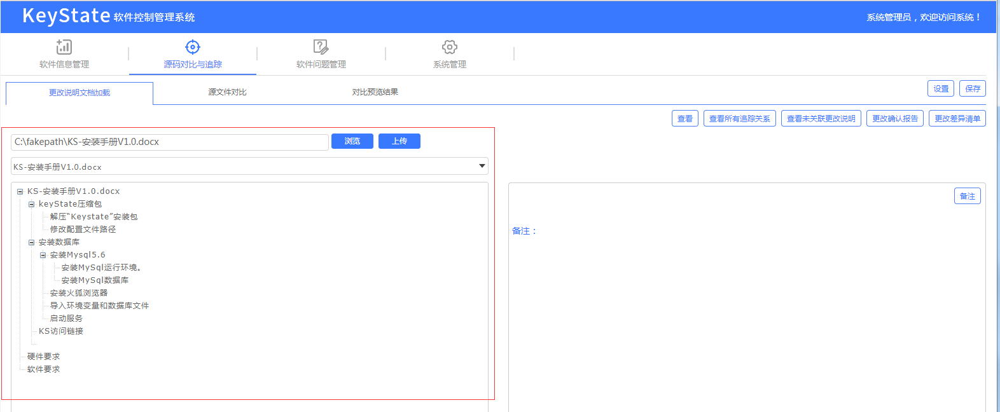 KeyState 软件控制管理系统
系统管理员，欢迎访问系统！
软件信息管理
源码对比与追踪
软件问题管理
系统管理
更改说明文档加载
源文件对比
对比预览结果
设置
保存
查看
查看所有追踪关系
查看未关联更改说明
更改确认报告
更改差异清单
C:\fakepath\KS-安装手册V1.0.docx
浏览
上传
KS-安装手册V1.0.docx
KS-安装手册V1.0.docx
keyState压缩包
解压“Keystate”安装包
修改配置文件路径
安装数据库
安装Mysql5.6
安装MySql运行环境。
安装MySql数据库
安装火狐浏览器
导入环境变量和数据库文件
启动服务
KS访问链接
硬件要求
软件要求
备注
备注：